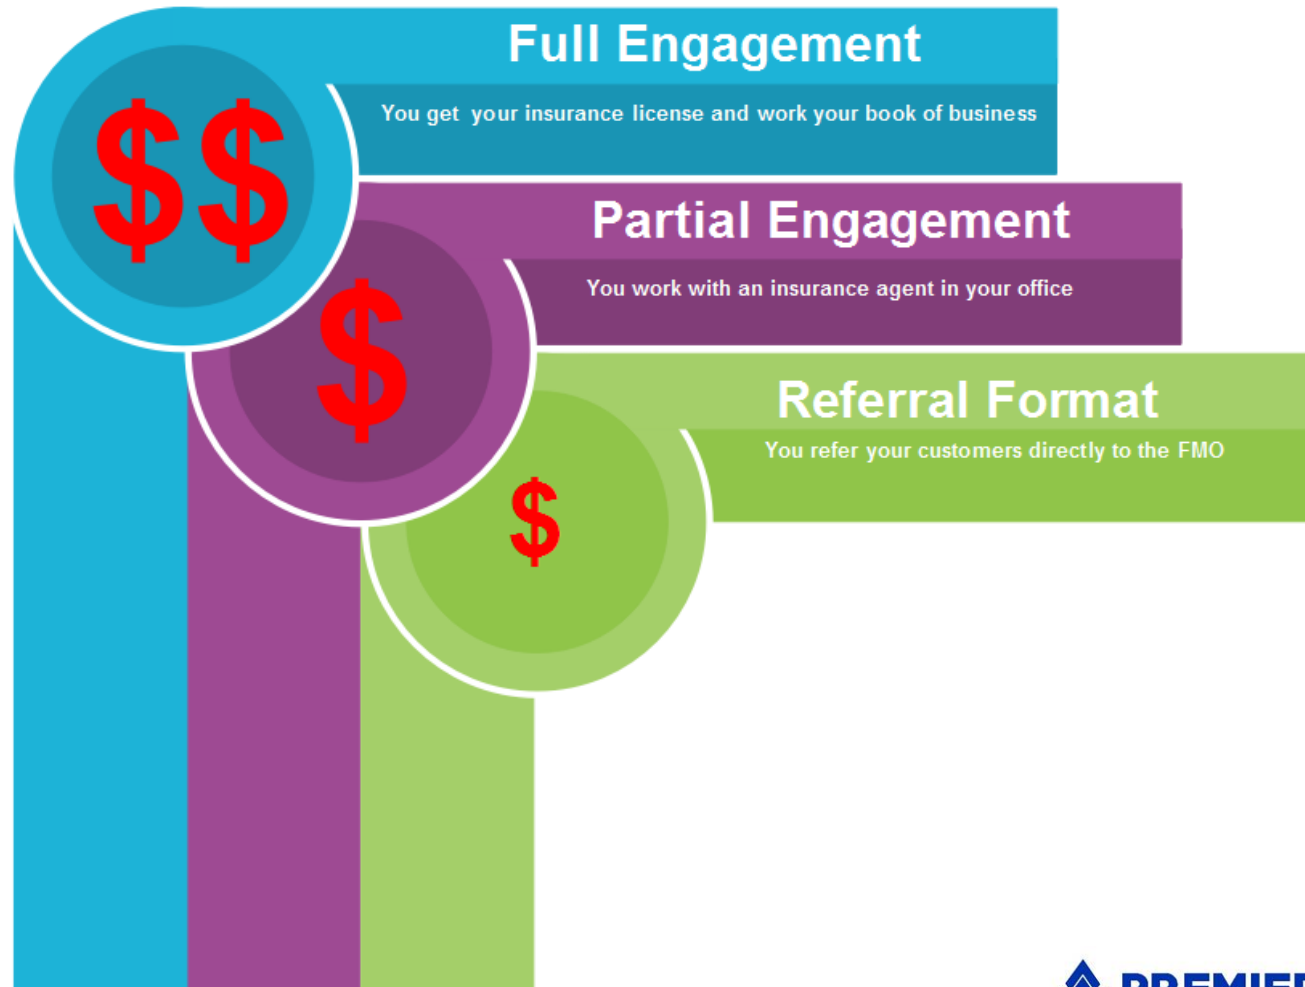 Full Engagement
$$
You get your insurance license and work your book of business
Partial Engagement
$
You work with an insurance agent in your office
Referral Format
You refer your customers directly to the FMO
$
PREMIER